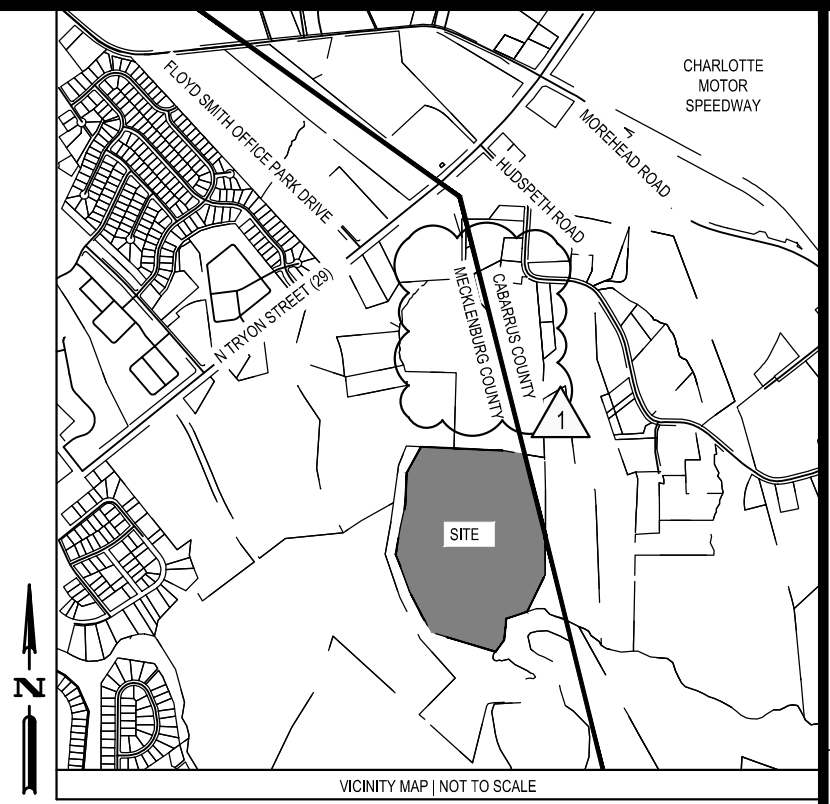 CHARLOTTE
MOTOR
SPEEDWAY
FLOYD SMITH OFFICE PARK DRIVE
MOREHEAD ROAD
HUDSPETH ROAD
N TRYON STREET (29)
MECKLENBURG COUNTY
CABARRUS COUNTY
1
SITE
N
VICINITY MAP | NOT TO SCALE